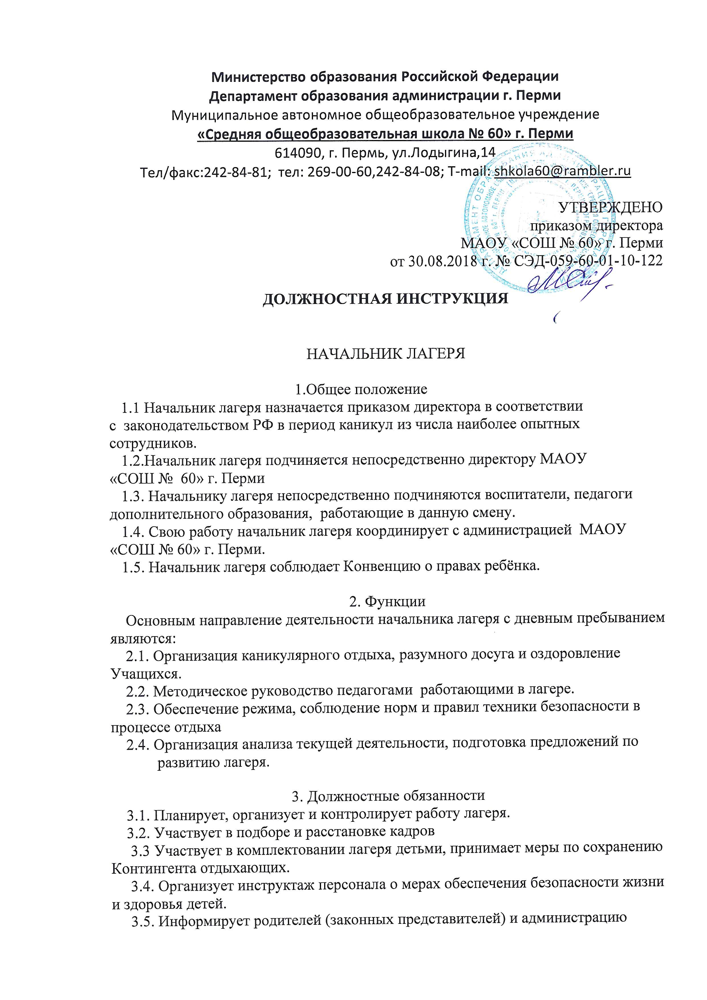 Министерство образования Российской Федерации
Департамент образования администрации г. Перми
Муниципальное автономное общеобразовательное учреждение
«Средняя общеобразовательная школа № 60» г. Перми
614090, г. Пермь, ул.Лодыгина,14
Тел/факс:242-84-81;  тел: 269-00-60,242-84-08; T-mail: shkola60@rambler.ru
УТВЕРЖДЕНО
приказом директора
МАОУ «СОШ № 60» г. Перми
от 30.08.2018 г. № СЭД-059-60-01-10-122
ДОЛЖНОСТНАЯ ИНСТРУКЦИЯ
НАЧАЛЬНИК ЛАГЕРЯ
1.Общее положение
1.1 Начальник лагеря назначается приказом директора в соответствии
с  законодательством РФ в период каникул из числа наиболее опытных
сотрудников.
1.2.Начальник лагеря подчиняется непосредственно директору МАОУ
«СОШ №  60» г. Перми
1.3. Начальнику лагеря непосредственно подчиняются воспитатели, педагоги
дополнительного образования,  работающие в данную смену.
1.4. Свою работу начальник лагеря координирует с администрацией  МАОУ
«СОШ № 60» г. Перми.
1.5. Начальник лагеря соблюдает Конвенцию о правах ребёнка.
2. Функции
Основным направление деятельности начальника лагеря с дневным пребыванием
являются:
2.1. Организация каникулярного отдыха, разумного досуга и оздоровление
Учащихся.
2.2. Методическое руководство педагогами  работающими в лагере.
2.3. Обеспечение режима, соблюдение норм и правил техники безопасности в
процессе отдыха
2.4. Организация анализа текущей деятельности, подготовка предложений по
развитию лагеря.
3. Должностные обязанности
3.1. Планирует, организует и контролирует работу лагеря.
3.2. Участвует в подборе и расстановке кадров
3.3 Участвует в комплектовании лагеря детьми, принимает меры по сохранению
Контингента отдыхающих.
3.4. Организует инструктаж персонала о мерах обеспечения безопасности жизни
и здоровья детей.
3.5. Информирует родителей (законных представителей) и администрацию